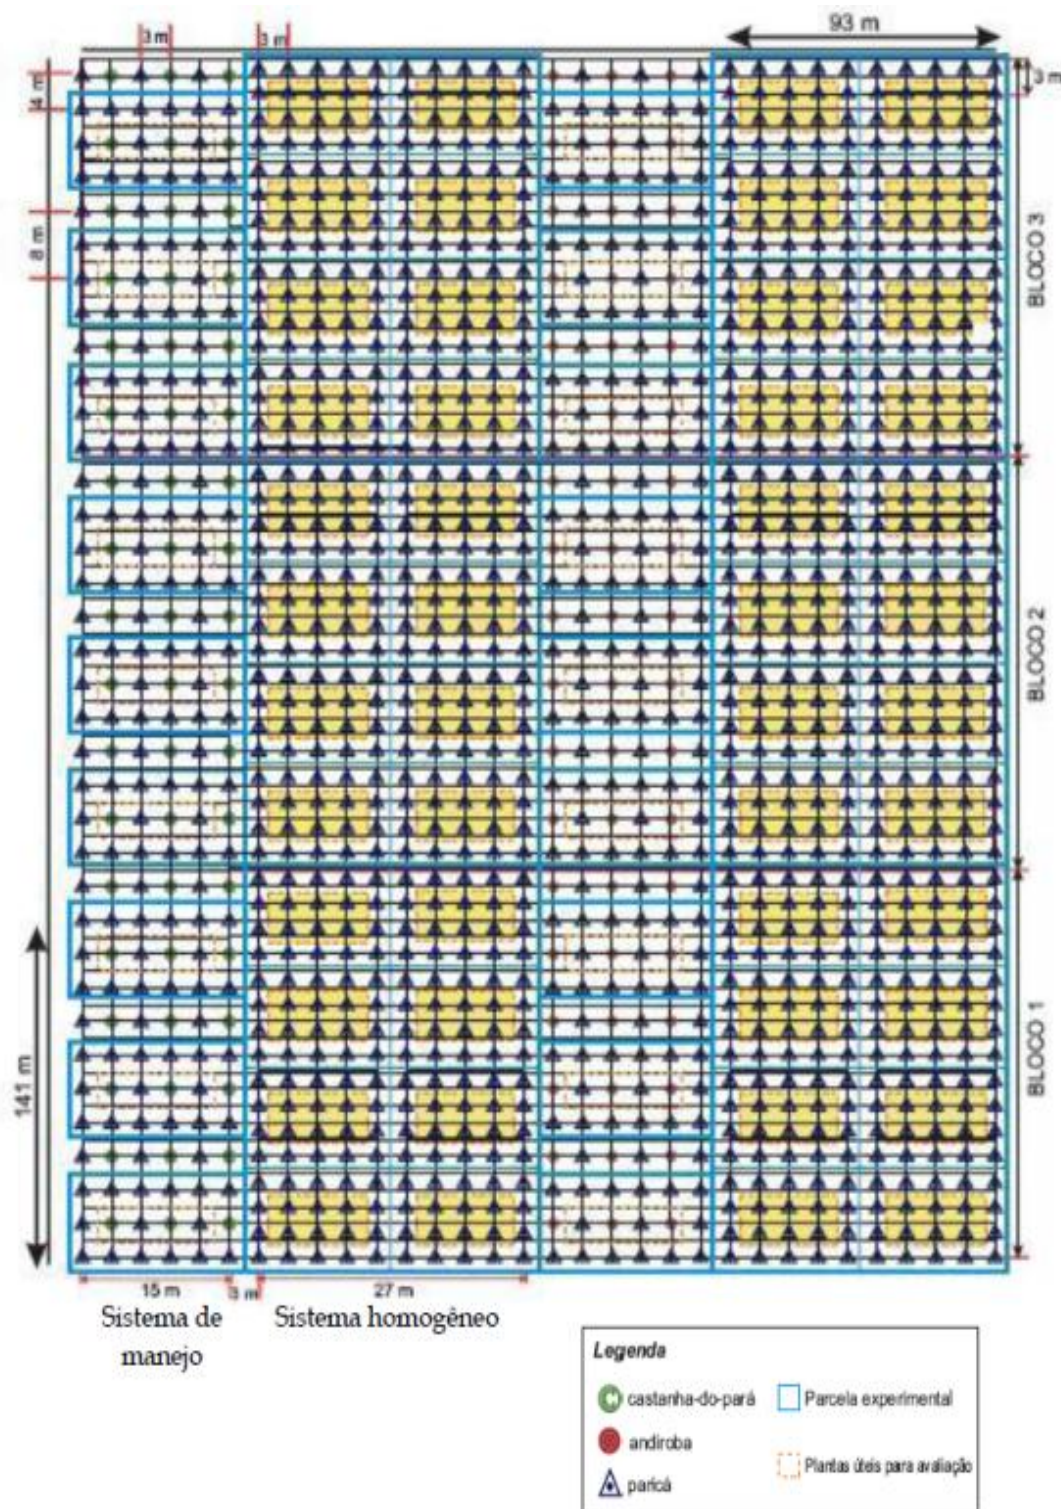 93 m
3 m
3 m
3 m
4 m
8 m
BLOCO 3
BLOCO 2
BLOCO 1
141 m
15 m
3 m
27 m
Sistema de
manejo
Sistema homogêneo
Legenda
castanha-do-pará
Parcela experimental
andiroba
Plantas úteis para avaliação
paricá